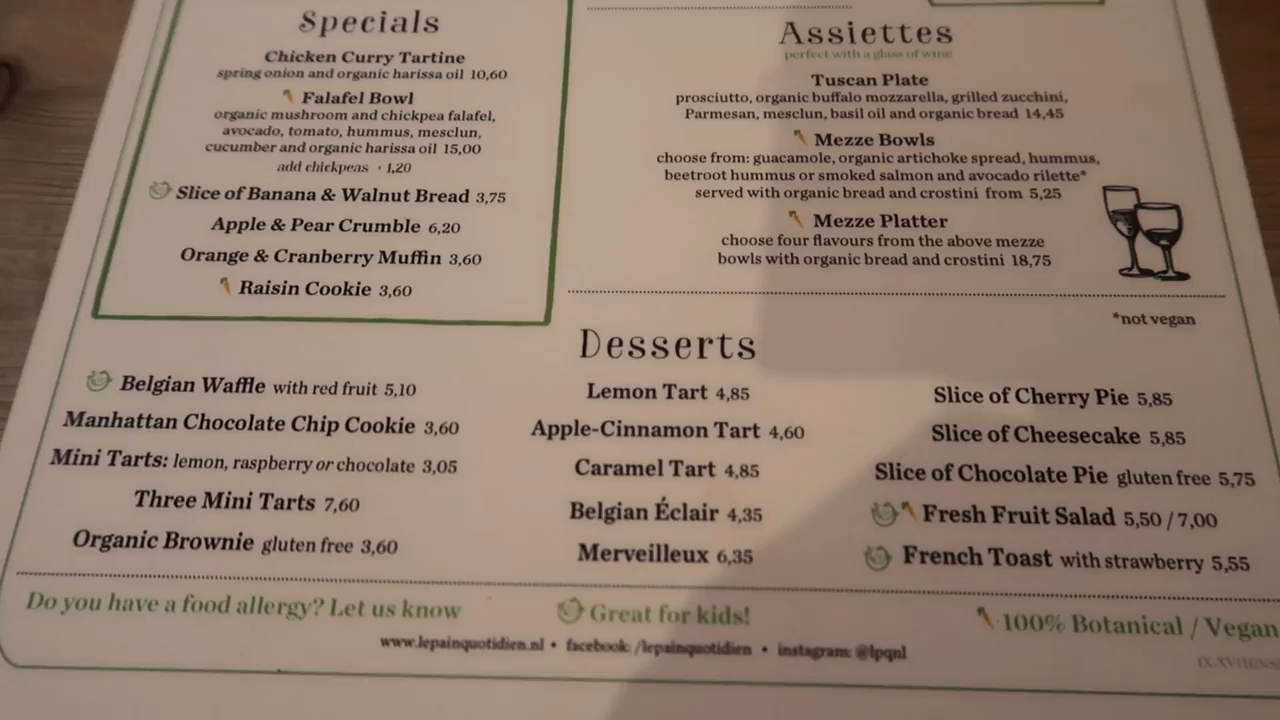 Specials
Chicken Curry Tartine
spring onion and organic harissa oil 10,60
Falafel Bowl
organic mushroom and chickpea falafel,
avocado, tomato, hummus, mesclun,
cucumber and organic harissa oil 15,00
add chickpeas + 1,20
Slice of Banana & Walnut Bread 3,75
Apple & Pear Crumble 6,20
Orange & Cranberry Muffin 3,60
Raisin Cookie 3,60
Assiettes
perfect with a glass of wine
Tuscan Plate
prosciutto, organic buffalo mozzarella, grilled zucchini,
Parmesan, mesclun, basil oil and organic bread 14,45
Mezze Bowls
choose from: guacamole, organic artichoke spread, hummus,
beetroot hummus or smoked salmon and avocado rilette*
served with organic bread and crostini from 5,25
Mezze Platter
choose four flavours from the above mezze
bowls with organic bread and crostini 18,75
*not vegan
Desserts
Belgian Waffle with red fruit 5,10
Manhattan Chocolate Chip Cookie 3,60
Mini Tarts: lemon, raspberry or chocolate 3,05
Three Mini Tarts 7,60
Organic Brownie gluten free 3,60
Lemon Tart 4,85
Apple-Cinnamon Tart 4,60
Caramel Tart 4,85
Belgian Éclair 4,35
Merveilleux 6,35
Slice of Cherry Pie 5,85
Slice of Cheesecake 5,85
Slice of Chocolate Pie gluten free 5,75
Fresh Fruit Salad 5,50 / 7,00
French Toast with strawberry 5,55
Do you have a food allergy? Let us know
Great for kids!
100% Botanical / Vegan
www.lepainquotidien.nl • facebook: /lepainquotidien • instagram: @lpqnl